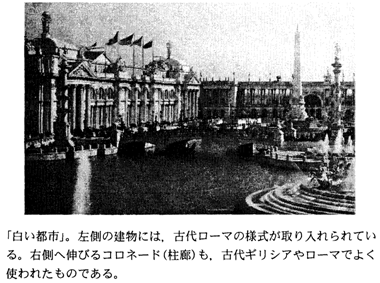 「白い都市」。左側の建物には，古代ローマの様式が取り入れられてい
る。右側へ伸びるコロネード(柱廊)も，古代ギリシアやローマでよく
使われたものである。